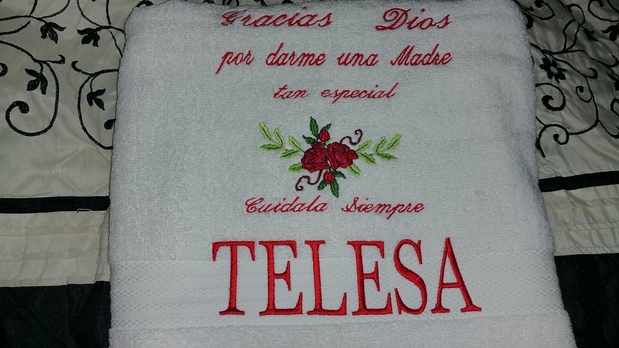 Gracias Dios
por darme una Madre
tan especial
Cuidala Siempre
TELESA